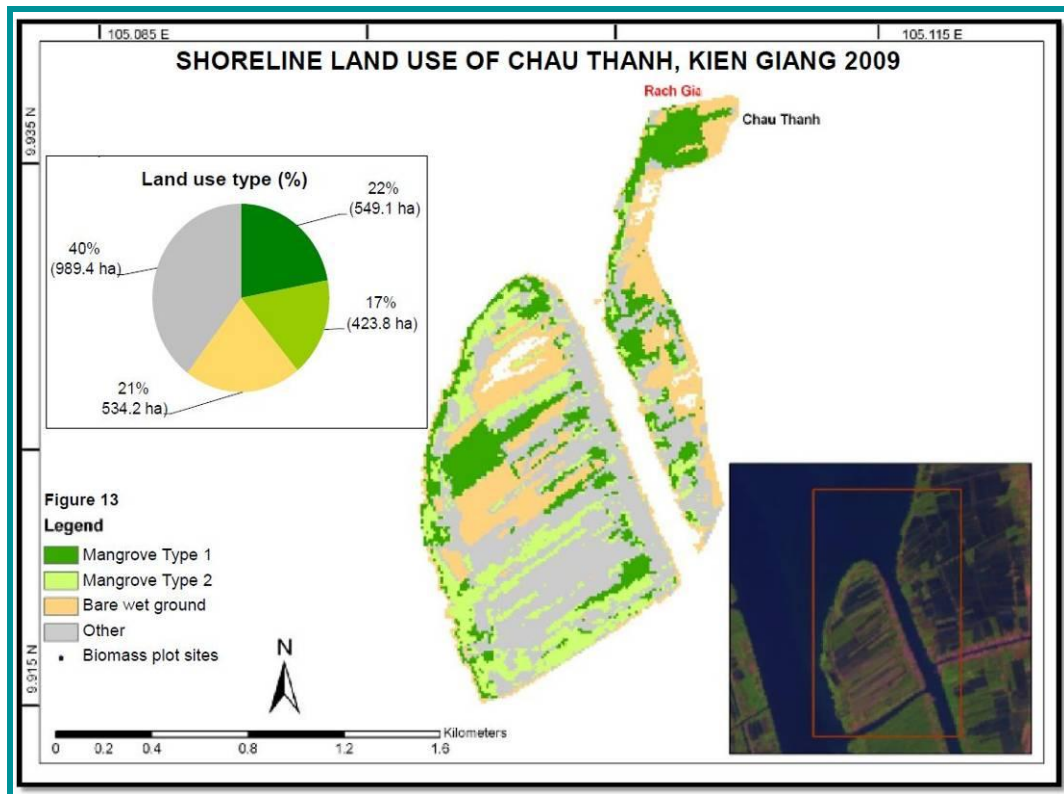 105.085 E
105.115 E
SHORELINE LAND USE OF CHAU THANH, KIEN GIANG 2009
Rach Gia
Chau Thanh
9.935 N
Land use type (%)
22%
(549.1 ha)
40%
(989.4 ha)
17%
(423.8 ha)
21%
534.2 ha)
Figure 13
Legend
Mangrove Type 1
Mangrove Type 2
Bare wet ground
Other
Biomass plot sites
N
9.915 N
Kilometers
0 0.2 0.4 0.8 1.2 1.6